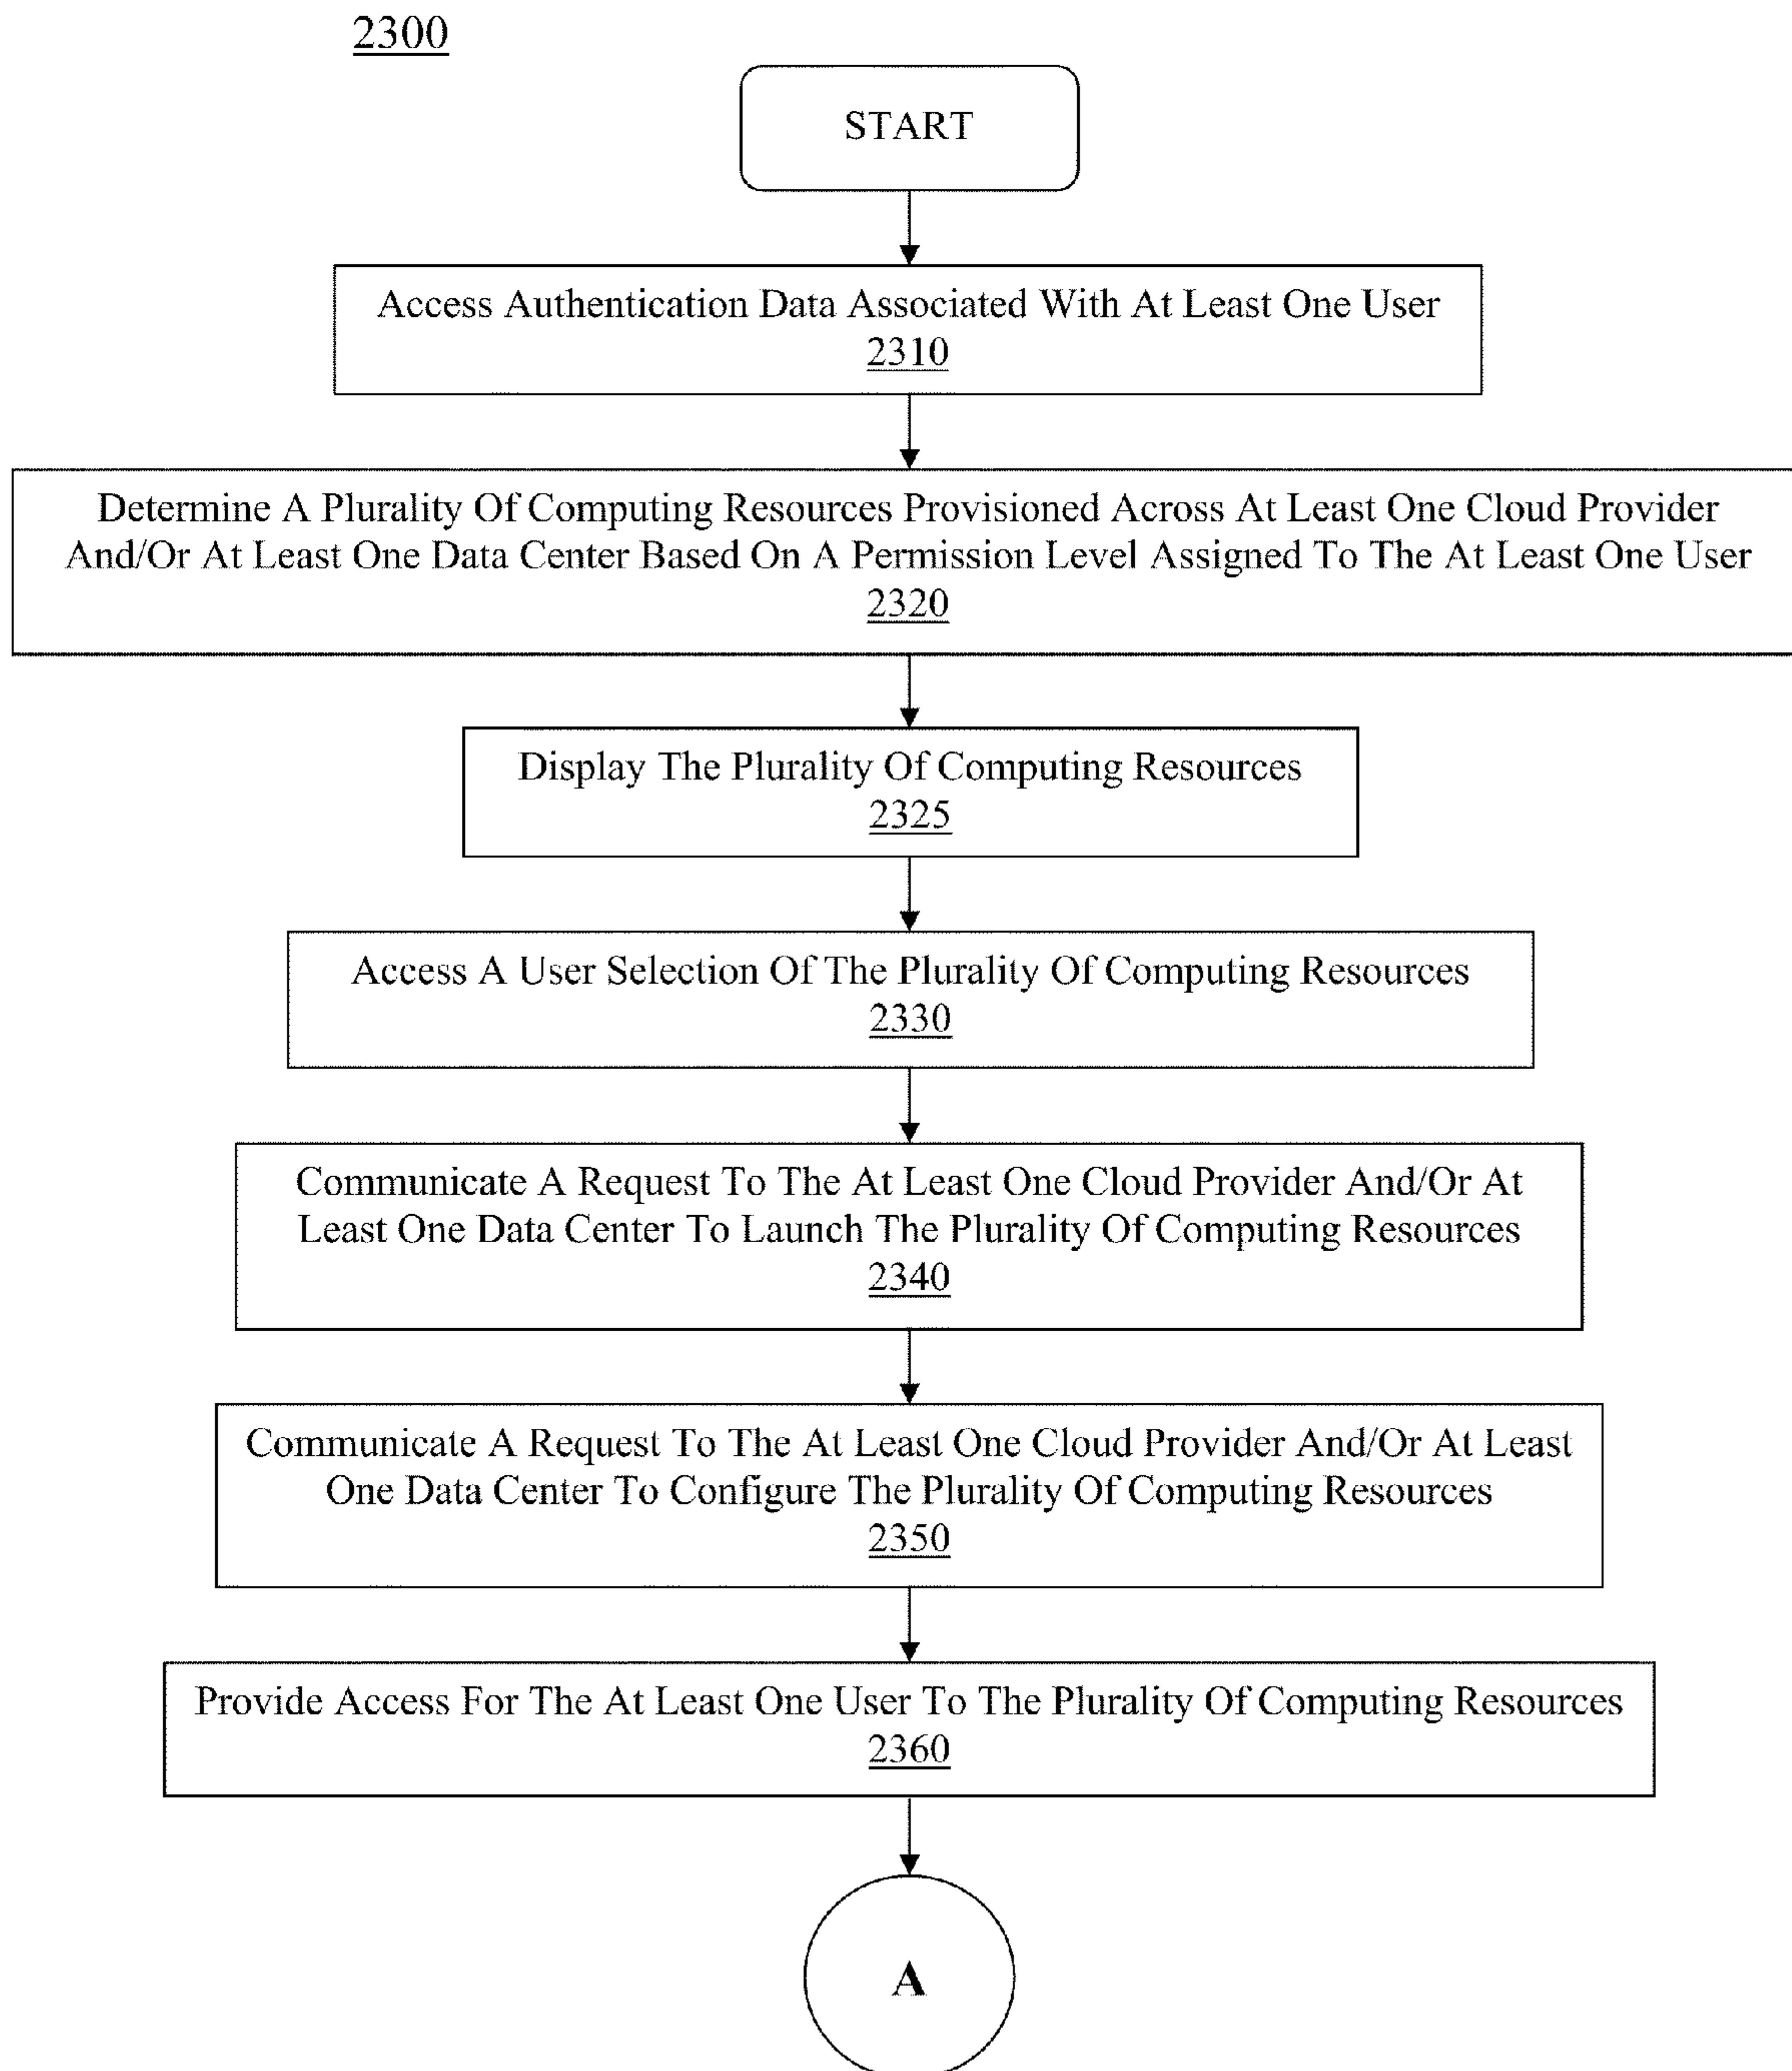 2300
START
Access Authentication Data Associated With At Least One User
2310
Determine A Plurality Of Computing Resources Provisioned Across At Least One Cloud Provider
And/Or At Least One Data Center Based On A Permission Level Assigned To The At Least One User
2320
Display The Plurality Of Computing Resources
2325
Access A User Selection Of The Plurality Of Computing Resources
2330
Communicate A Request To The At Least One Cloud Provider And/Or At
Least One Data Center To Launch The Plurality Of Computing Resources
2340
Communicate A Request To The At Least One Cloud Provider And/Or At Least
One Data Center To Configure The Plurality Of Computing Resources
2350
Provide Access For The At Least One User To The Plurality Of Computing Resources
2360
A